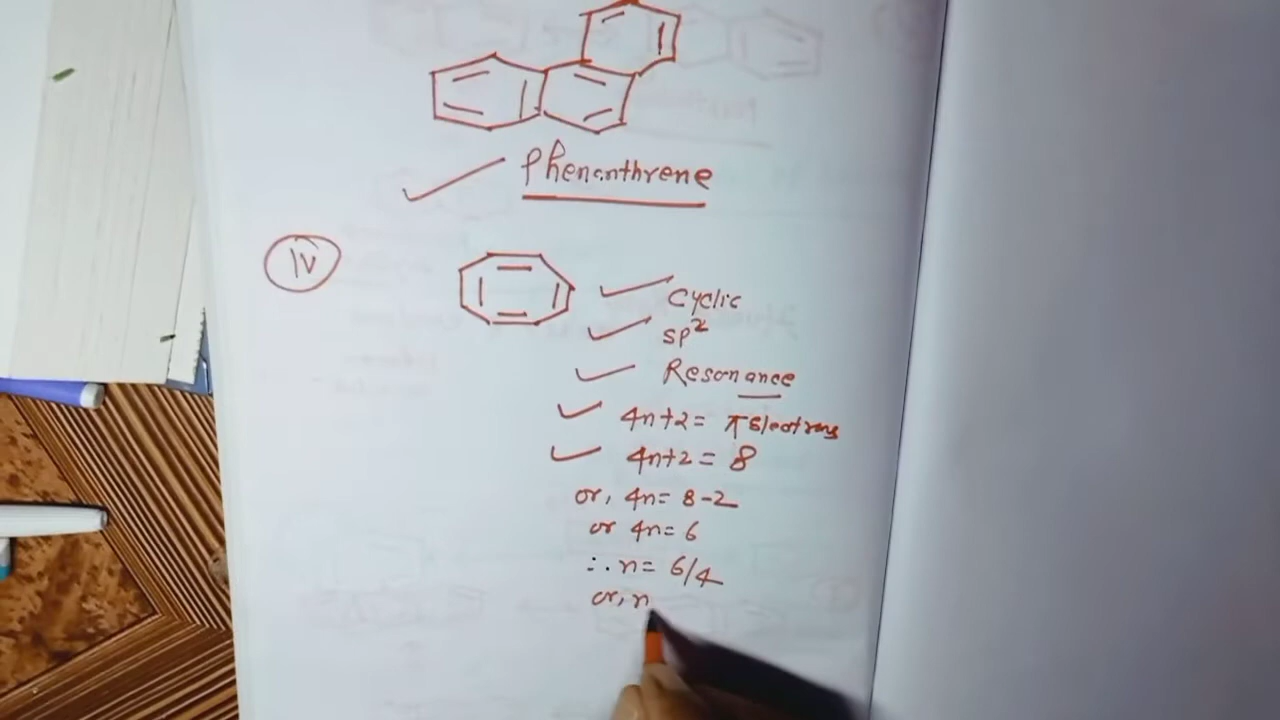 Phenanthrene
IV
Cyclic
sp²
Resonance
4n+2= π Electrons
4n+2= 8
or, 4n= 8-2
or 4n= 6
∴ n= 6/4
or, n